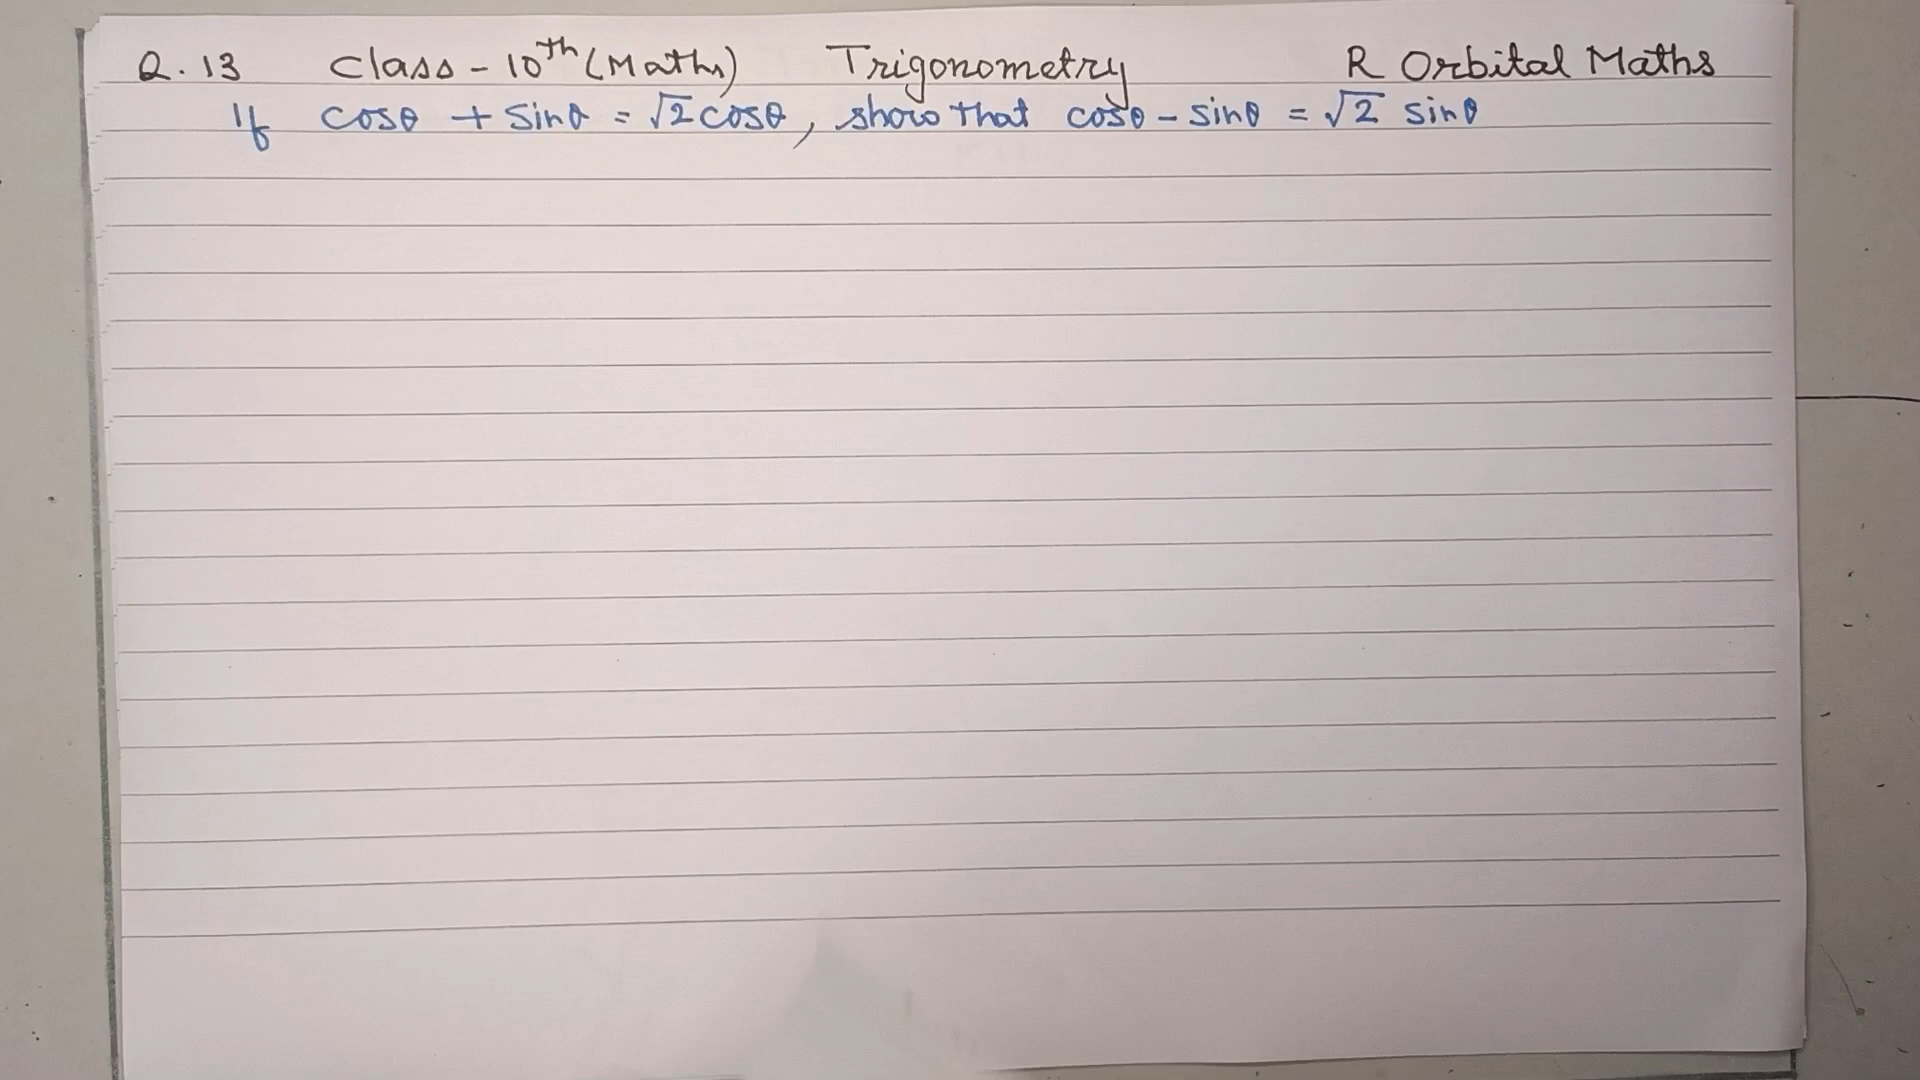 Q. 13 Class - 10th (Maths) Trigonometry R Orbital Maths
If cosθ + sinθ = √2 cosθ, show that cosθ - sinθ = √2 sinθ